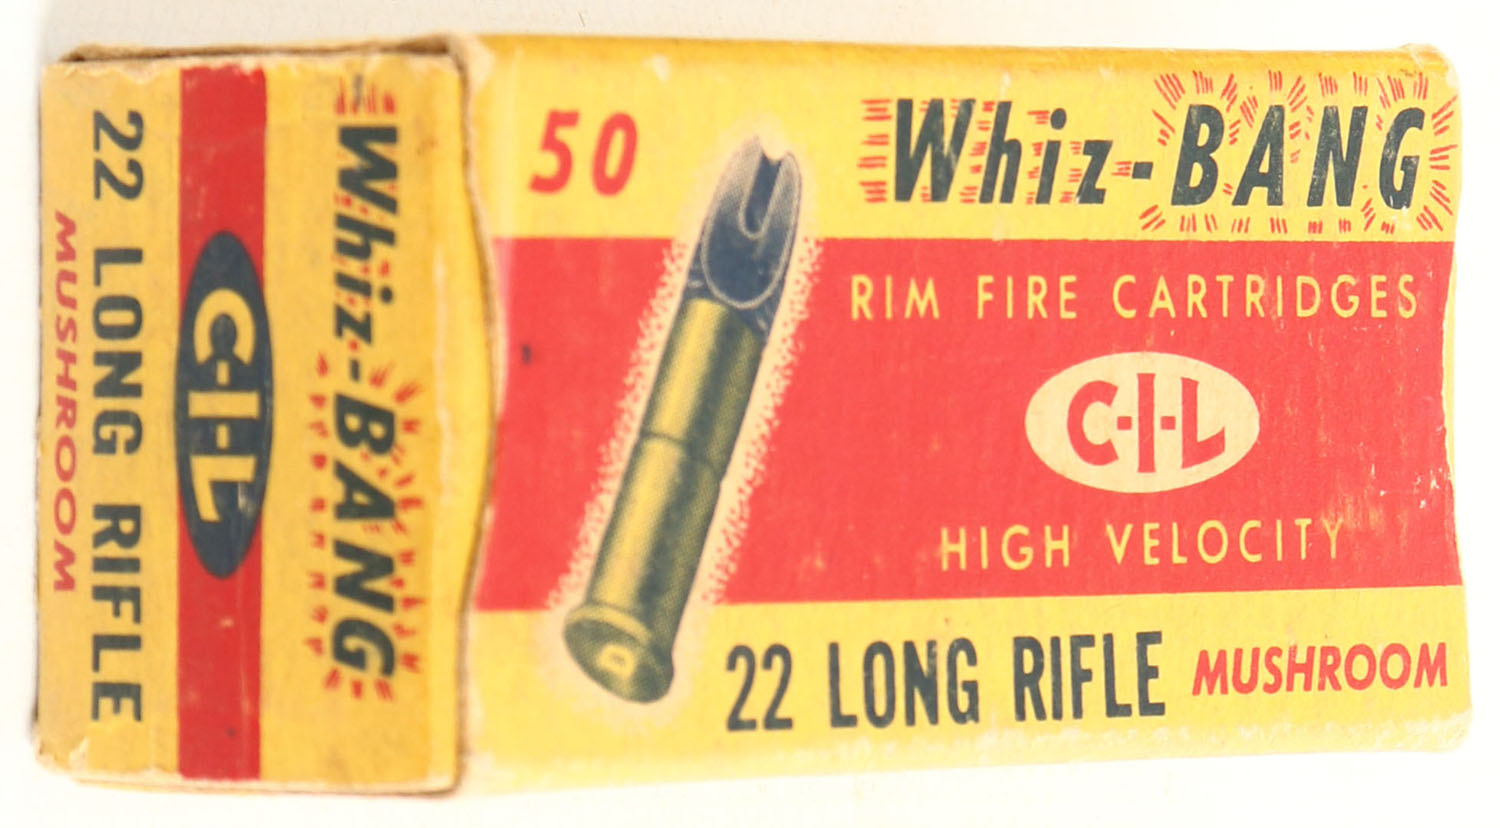 50
Whiz-BANG
RIM FIRE CARTRIDGES
C-I-L
HIGH VELOCITY
22 LONG RIFLE MUSHROOM
D
Whiz-BANG
C-I-L
22 LONG RIFLE
MUSHROOM